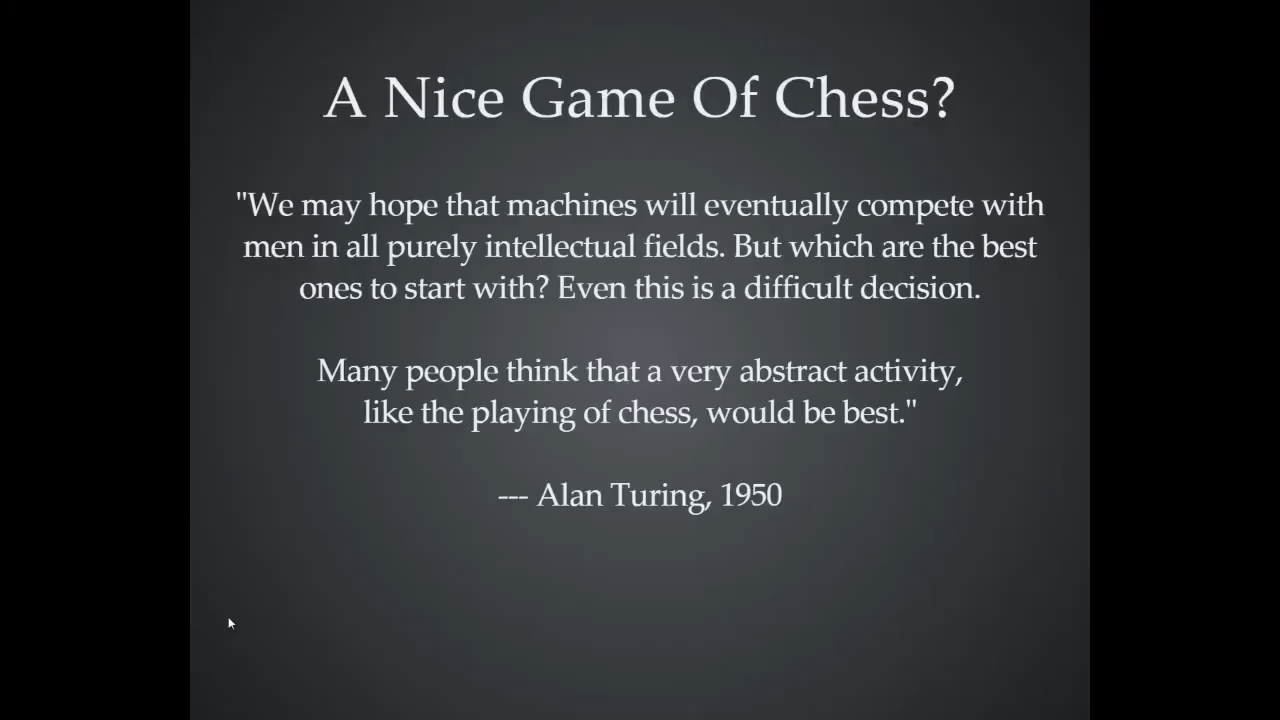 A Nice Game Of Chess?
"We may hope that machines will eventually compete with
men in all purely intellectual fields. But which are the best
ones to start with? Even this is a difficult decision.
Many people think that a very abstract activity,
like the playing of chess, would be best."
--- Alan Turing, 1950